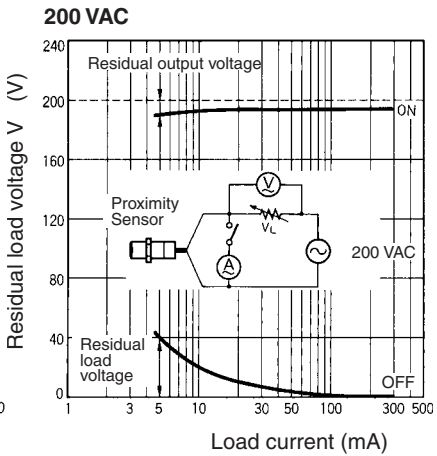 200 VAC
Residual load voltage V (V)
240
200
160
120
80
40
0
Residual output voltage
ON
Proximity
Sensor
V
VL
A
200 VAC
Residual
load
voltage
OFF
0
1
3
5
10
30
50
100
300
500
Load current (mA)